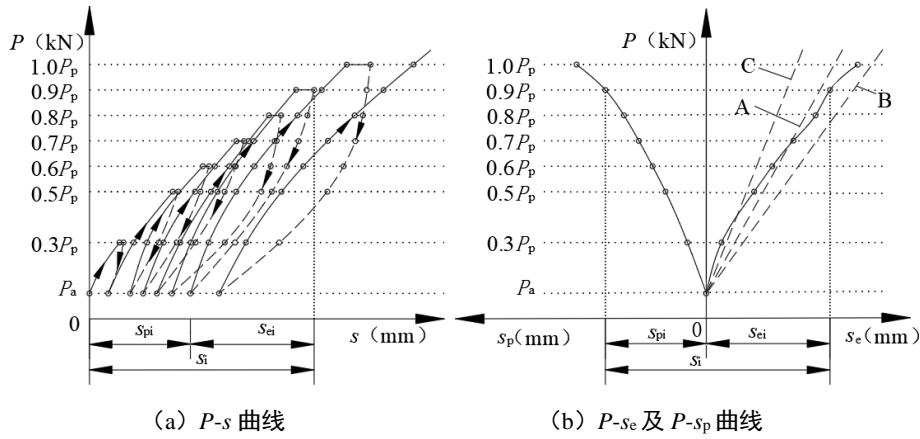 P（kN）
1.0Pp
0.9Pp
0.8Pp
0.7Pp
0.6Pp
0.5Pp
0.3Pp
Pa
0
spi
sei
s（mm）
si
（a）P-s 曲线
P（kN）
1.0Pp
0.9Pp
0.8Pp
0.7Pp
0.6Pp
0.5Pp
0.3Pp
Pa
C
A
B
0
sp(mm)
spi
sei
se（mm）
si
（b）P-se 及 P-sp 曲线